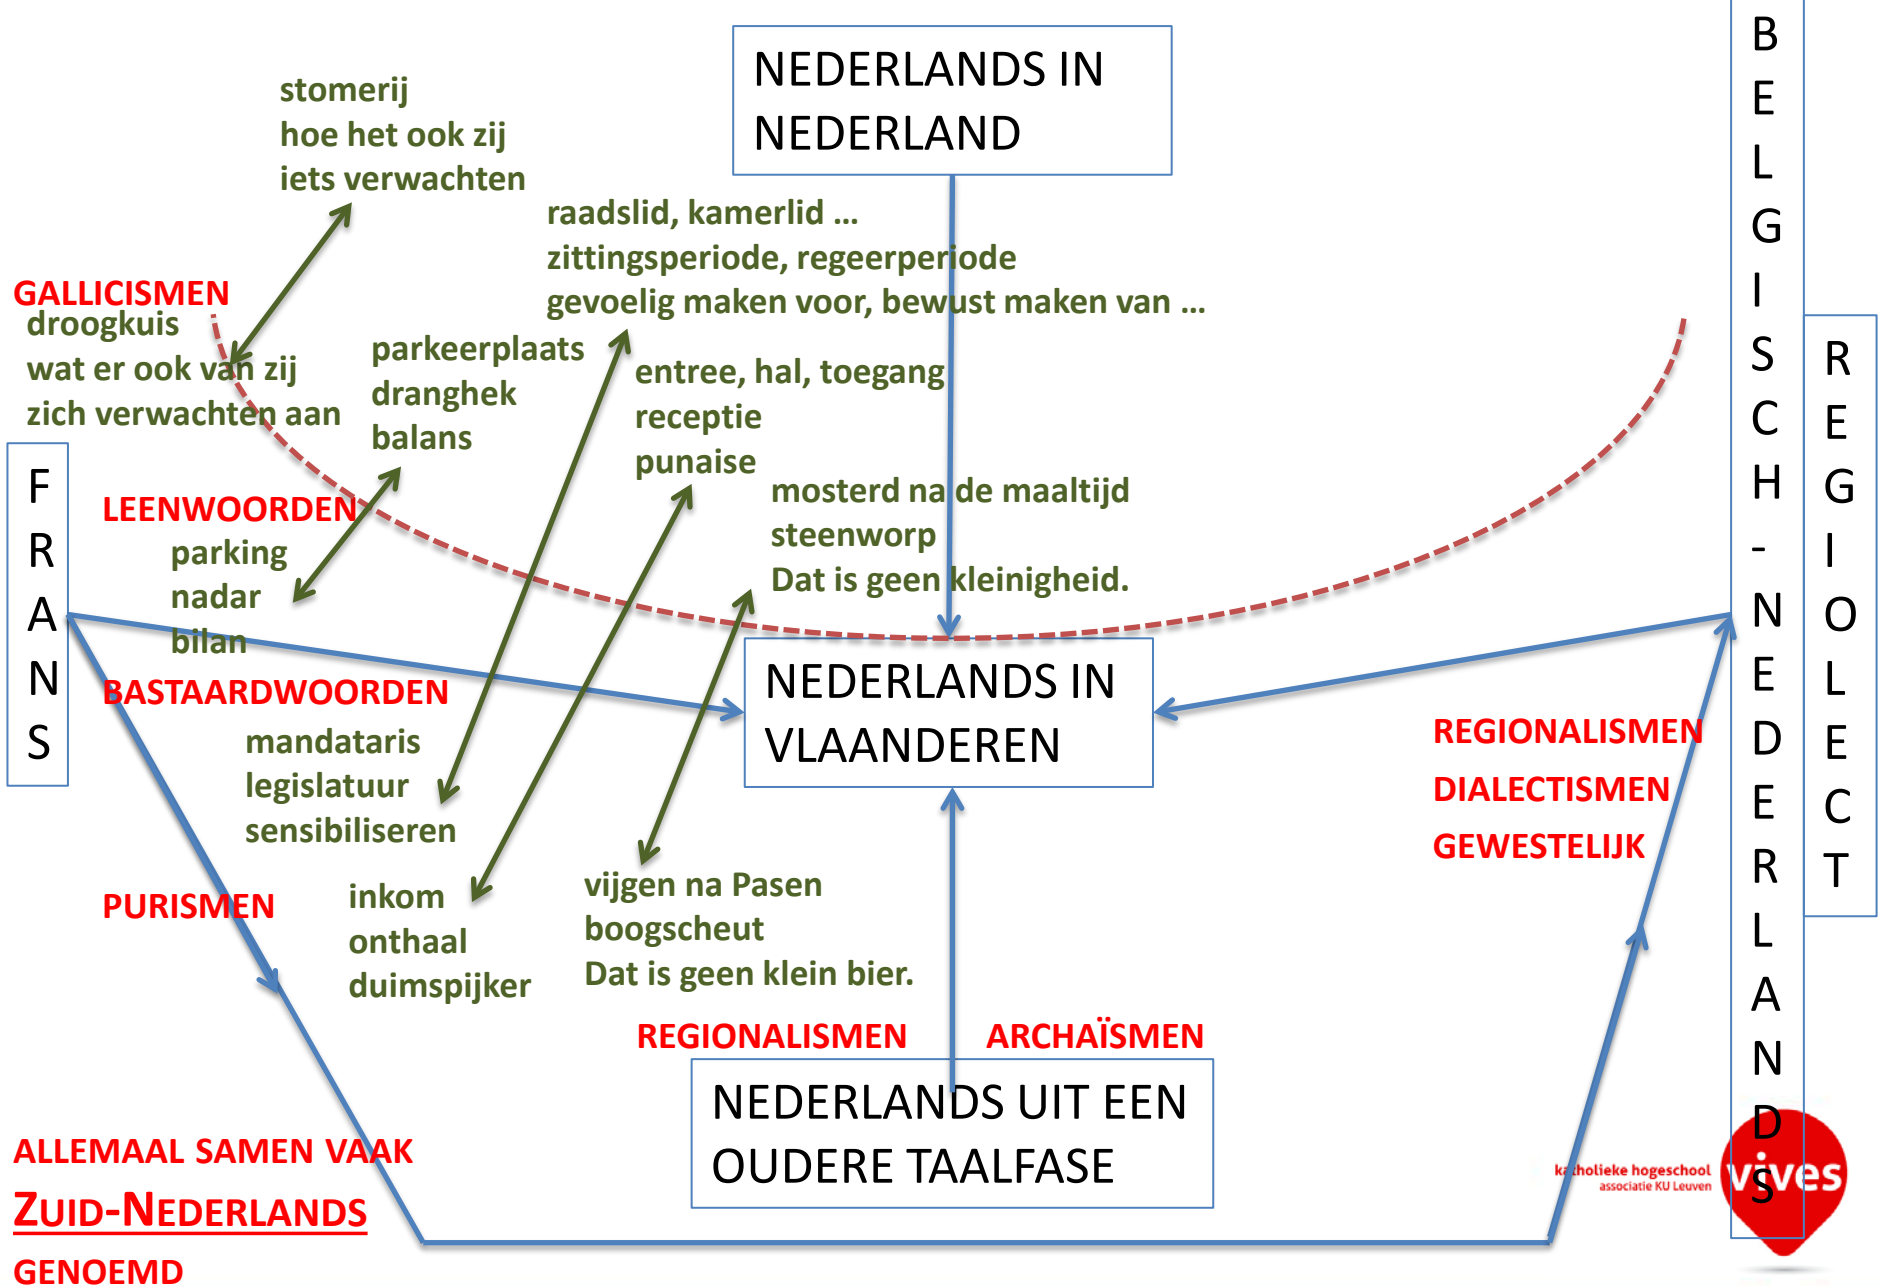 NEDERLANDS IN
NEDERLAND
stomerij
hoe het ook zij
iets verwachten
raadslid, kamerlid ...
zittingsperiode, regeerperiode
gevoelig maken voor, bewust maken van ...
GALLICISMEN
droogkuis
wat er ook van zij
zich verwachten aan
parkeerplaats
dranghek
balans
entree, hal, toegang
receptie
punaise
mosterd na de maaltijd
steenworp
Dat is geen kleinigheid.
FRANS
LEENWOORDEN
parking
nadar
bilan
BASTAARDWOORDEN
mandataris
legislatuur
sensibiliseren
NEDERLANDS IN
VLAANDEREN
PURISMEN
inkom
onthaal
duimspijker
vijgen na Pasen
boogscheut
Dat is geen klein bier.
REGIONALISMEN
DIALECTISMEN
GEWESTELIJK
BELGISCH-NEDERLANDS
REGIOLECT
REGIONALISMEN ARCHAÏSMEN
NEDERLANDS UIT EEN
OUDERE TAALFASE
ALLEMAAL SAMEN VAAK
ZUID-NEDERLANDS
GENOEMD
katholieke hogeschool
associatie KU Leuven
vives